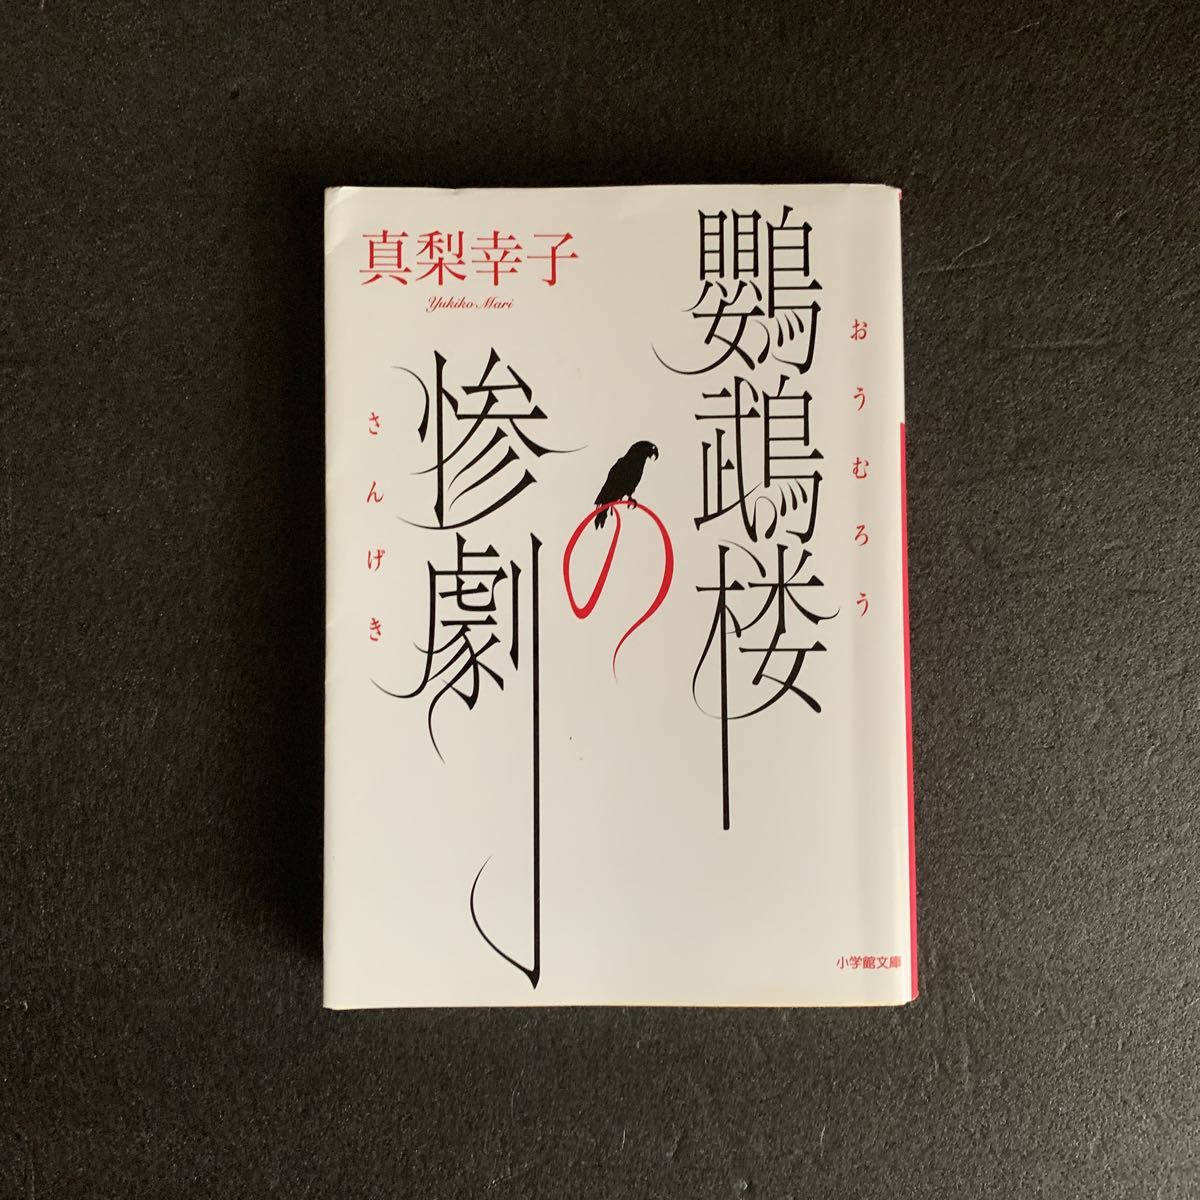 鸚鵡楼
おうむろう
の
惨劇
さんげき
真梨幸子
Yukiko Mari
小学館文庫